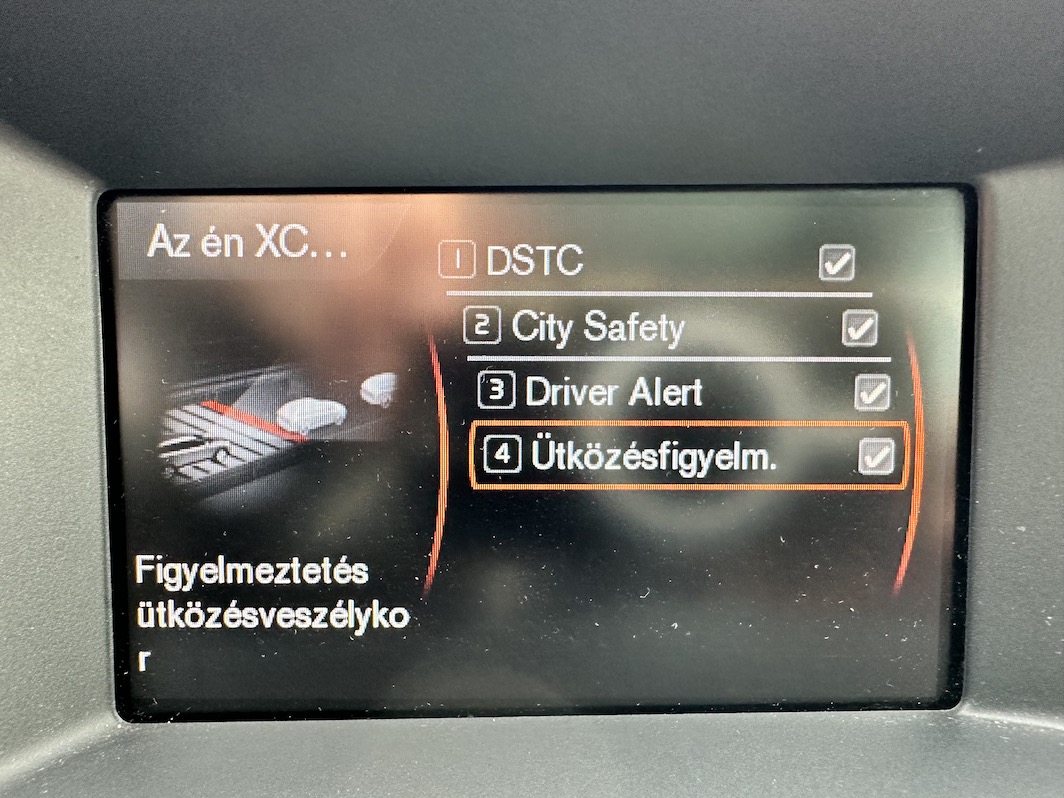 Az én XC...
1 DSTC
2 City Safety
3 Driver Alert
4 Ütközésfigyelm.
Figyelmeztetés
ütközésveszélyko
r